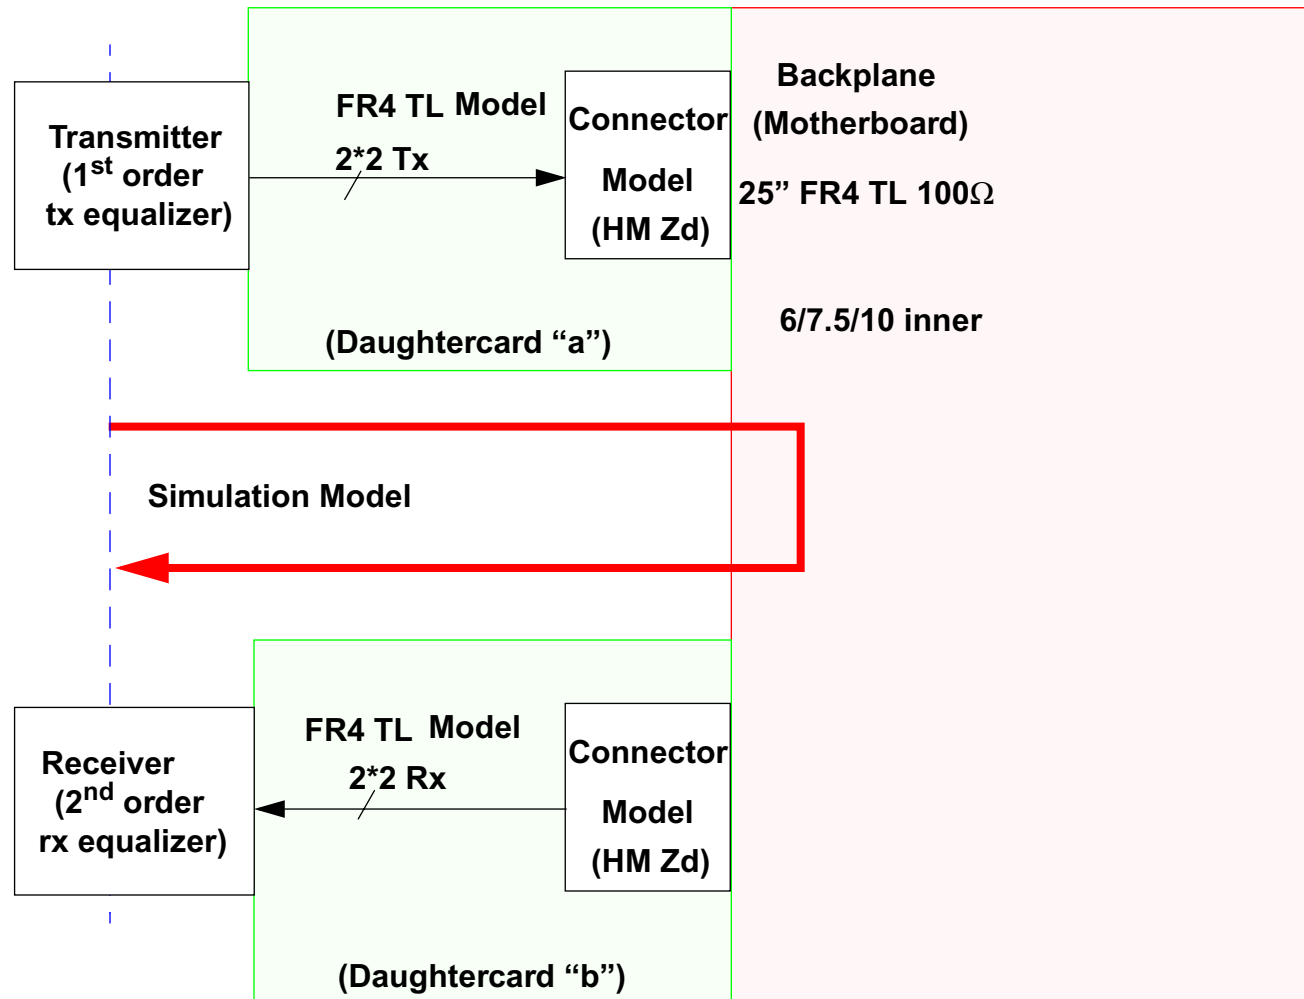 Transmitter
(1st order
tx equalizer)
FR4 TL Model
2*2 Tx
Connector
Model
(HM Zd)
(Daughtercard “a”)
Backplane
(Motherboard)
25” FR4 TL 100Ω
6/7.5/10 inner
Simulation Model
Receiver
(2nd order
rx equalizer)
FR4 TL Model
2*2 Rx
Connector
Model
(HM Zd)
(Daughtercard “b”)